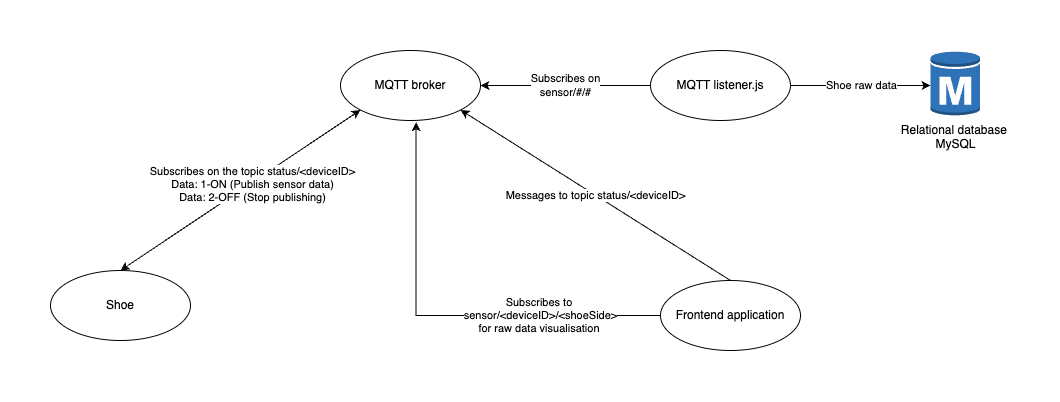 MQTT broker
Subscribes on
sensor/#/#
MQTT listener.js
Shoe raw data
M
Relational database
MySQL
Subscribes on the topic status/<deviceID>
Data: 1-ON (Publish sensor data)
Data: 2-OFF (Stop publishing)
Messages to topic status/<deviceID>
Shoe
Subscribes to
sensor/<deviceID>/<shoeSide>
for raw data visualisation
Frontend application